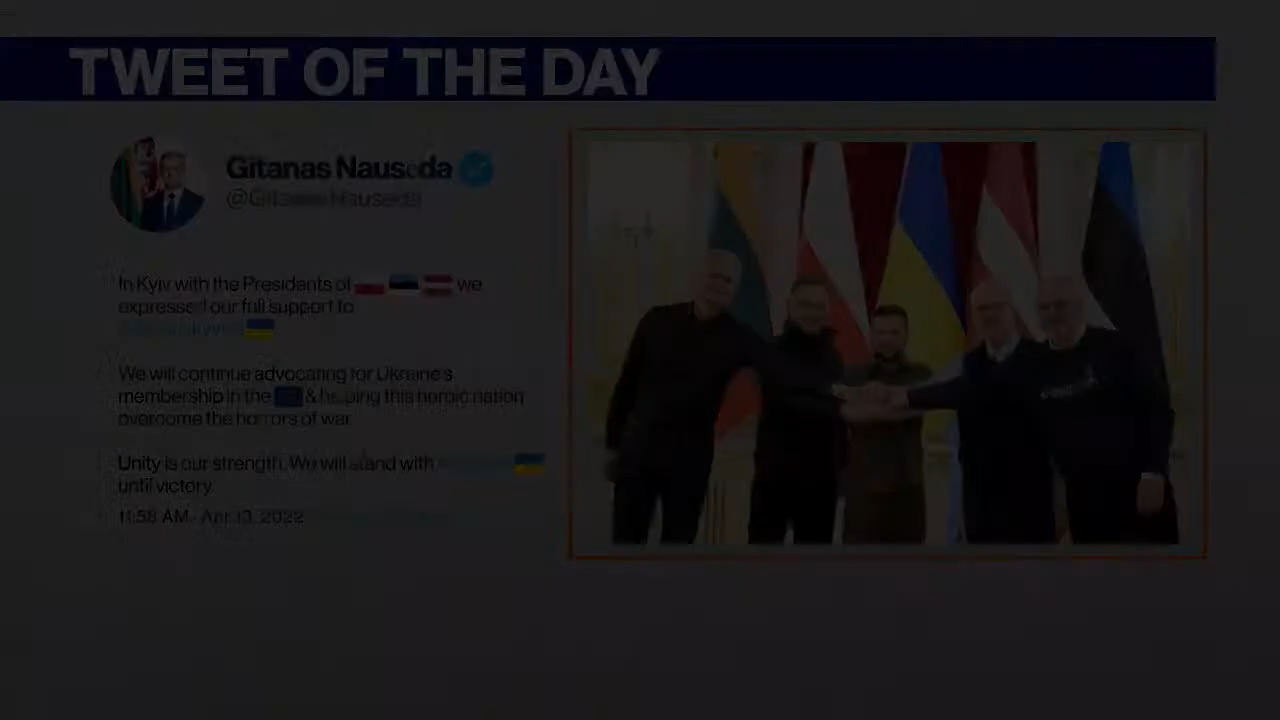 TWEET OF THE DAY
Gitanas Nauseda
@GitanasNauseda
In Kyiv with the Presidents of we
expressed our full support to
We will continue advocating for Ukraine's
membership in the & helping this heroic nation
overcome the horrors of war.
Unity is our strength. We will stand with
until victory.
11:58 AM · Apr 13, 2022